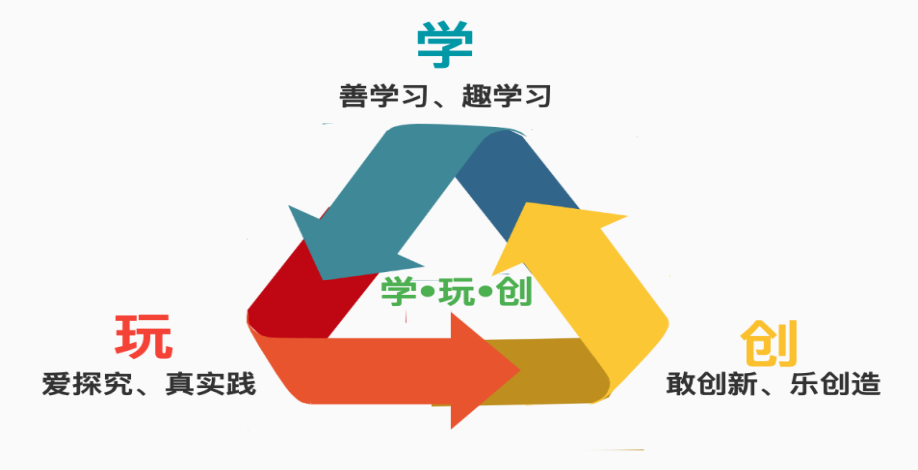 学
善学习、趣学习
学•玩•创
玩
爱探究、真实践
创
敢创新、乐创造